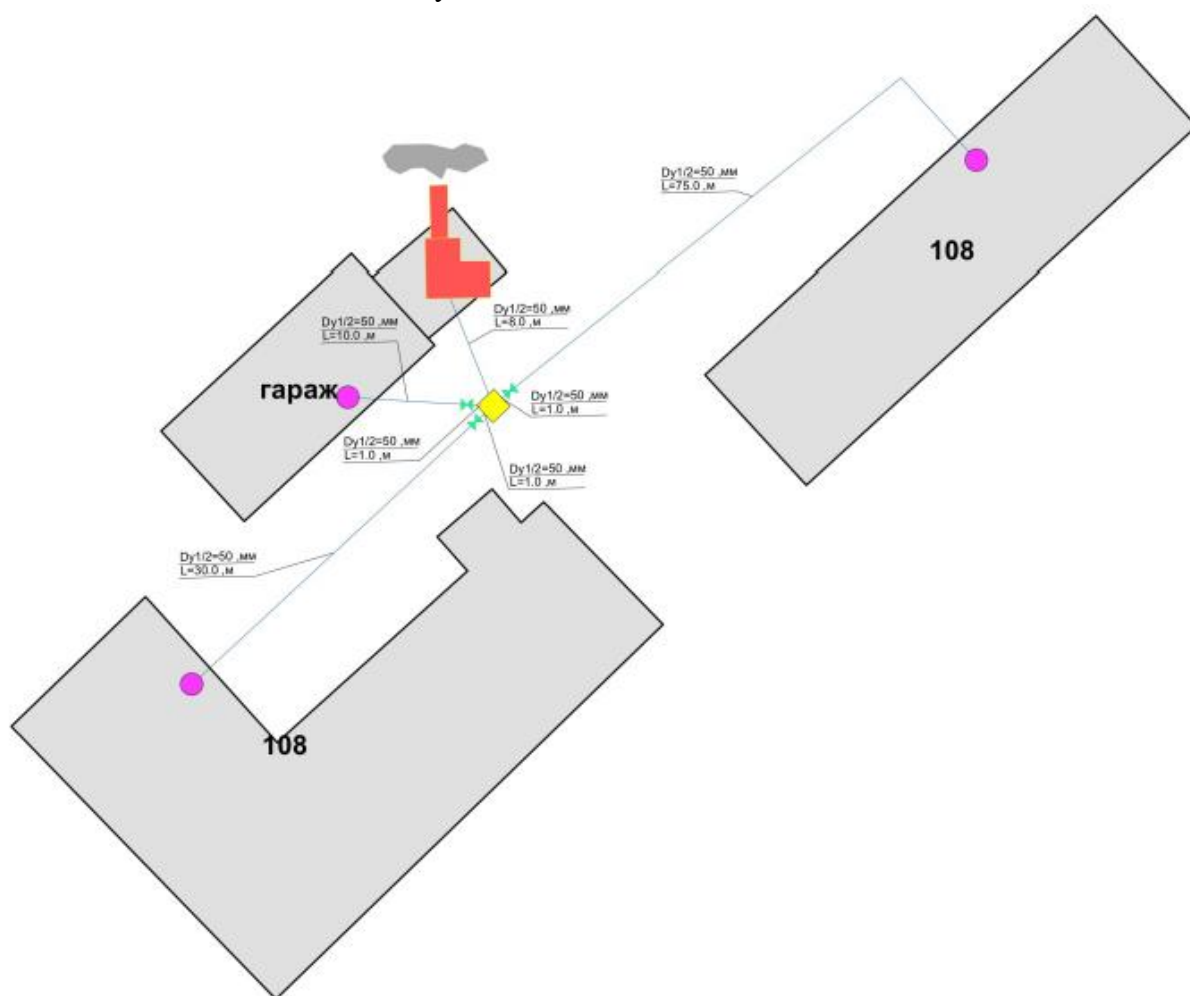 Dy1/2=50 ,мм
L=75.0 ,м
108
Dy1/2=50 ,мм
L=8.0 ,м
Dy1/2=50 ,мм
L=10.0 ,м
гараж
Dy1/2=50 ,мм
L=1.0 ,м
Dy1/2=50 ,мм
L=1.0 ,м
Dy1/2=50 ,мм
L=1.0 ,м
Dy1/2=50 ,мм
L=30.0 ,м
108